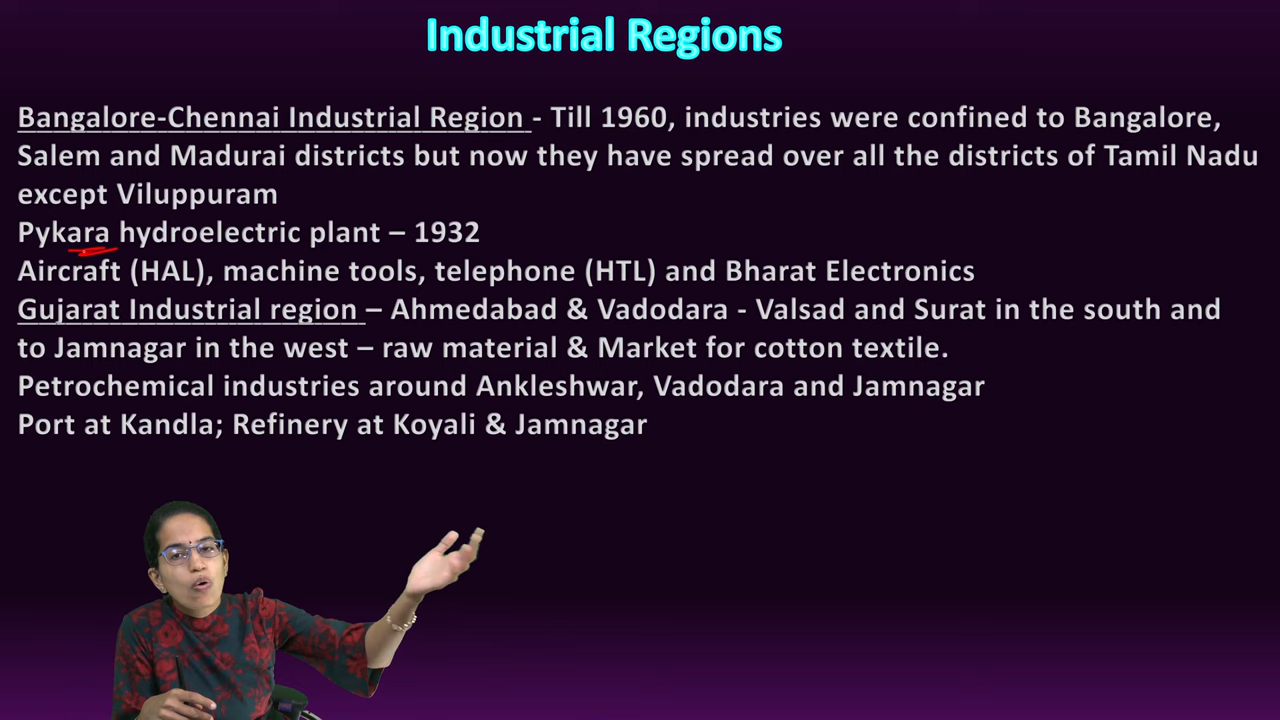 Industrial Regions
Bangalore-Chennai Industrial Region - Till 1960, industries were confined to Bangalore,
Salem and Madurai districts but now they have spread over all the districts of Tamil Nadu
except Viluppuram
Pykara hydroelectric plant – 1932
Aircraft (HAL), machine tools, telephone (HTL) and Bharat Electronics
Gujarat Industrial region – Ahmedabad & Vadodara - Valsad and Surat in the south and
to Jamnagar in the west – raw material & Market for cotton textile.
Petrochemical industries around Ankleshwar, Vadodara and Jamnagar
Port at Kandla; Refinery at Koyali & Jamnagar